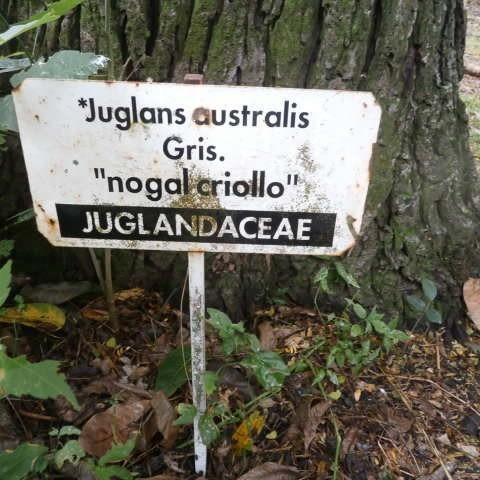 *Juglans australis
Gris.
"nogal criollo"
JUGLANDACEAE